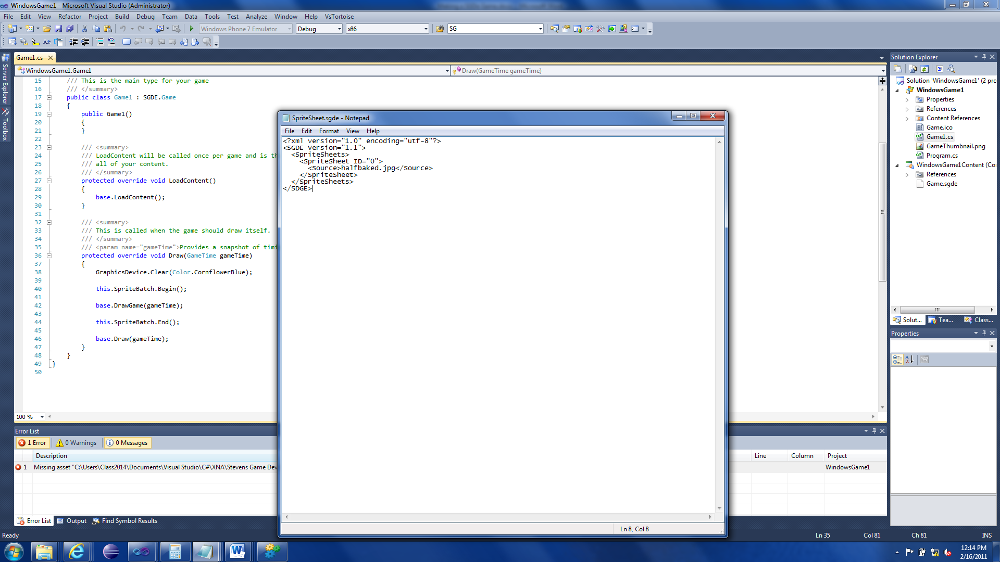 WindowsGame1 - Microsoft Visual Studio (Administrator)
File Edit View Refactor Project Build Debug Team Data Tools Test Analyze Window Help VsTortoise
Windows Phone 7 Emulator Debug x86 SG
Server Explorer
Toolbox
Game1.cs
WindowsGame1.Game1 Draw(GameTime gameTime)
15 /// This is the main type for your game
16 /// </summary>
17 public class Game1 : SGDE.Game
18 {
19 public Game1()
20 {
21 }
22
23 /// <summary>
24 /// LoadContent will be called once per game and is th
25 /// all of your content.
26 /// </summary>
27 protected override void LoadContent()
28 {
29 base.LoadContent();
30 }
31
32 /// <summary>
33 /// This is called when the game should draw itself.
34 /// </summary>
35 /// <param name="gameTime">Provides a snapshot of timi
36 protected override void Draw(GameTime gameTime)
37 {
38 GraphicsDevice.Clear(Color.CornflowerBlue);
39
40 this.SpriteBatch.Begin();
41
42 base.DrawGame(gameTime);
43
44 this.SpriteBatch.End();
45
46 base.Draw(gameTime);
47 }
48 }
49 }
50
100 %
SpriteSheet.sgde - Notepad
File Edit Format View Help
<?xml version="1.0" encoding="utf-8"?>
<SGDE Version="1.1">
<SpriteSheets>
<SpriteSheet ID="0">
<Source>halfbaked.jpg</Source>
</SpriteSheet>
</SpriteSheets>
</SDGE>
Ln 8, Col 8
Solution Explorer
Solution 'WindowsGame1' (2 pro
WindowsGame1
Properties
References
Content References
Game.ico
Game1.cs
GameThumbnail.png
Program.cs
WindowsGame1Content (Co
References
Game.sgde
Solut... Tea... Class...
Properties
Error List
1 Error 0 Warnings 0 Messages
Description Line Column Project
1 Missing asset "C:\Users\Class2014\Documents\Visual Studio\C#\XNA\Stevens Game Dev WindowsGame1
Error List Output Find Symbol Results
Ready Ln 35 Col 81 Ch 81 INS
12:14 PM
2/16/2011